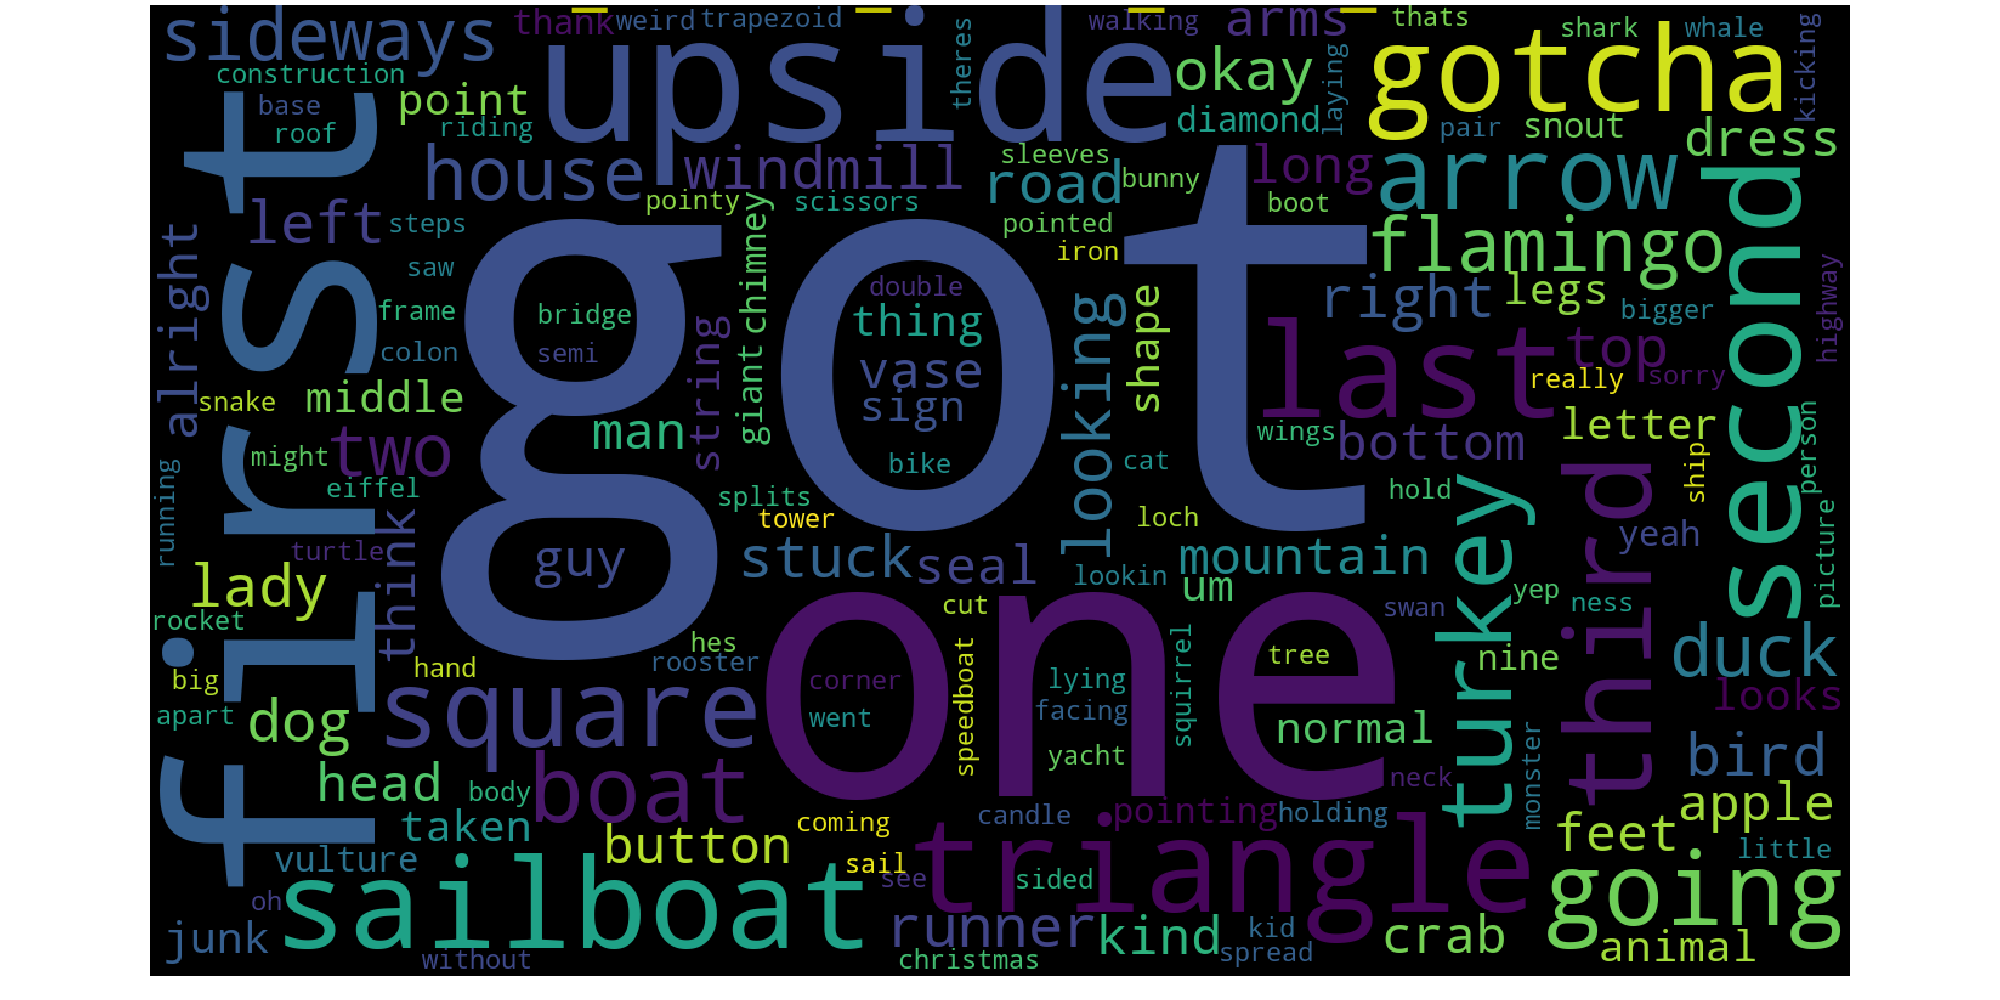 thank weird trapezoid walking arms thats shark whale
sideways upside gotcha kicking
construction point okay theres laying
base roof riding diamond pair snout dress
house windmill sleeves road bunny long arrow second
pointy scissors boot
left steps pointed iron flamingo
alright first got
saw chimney right legs highway
frame bridge double thing looking shape bigger
colon semi vase last top
snake middle string giant sign really sorry
two man wings bottom letter person
might eiffel bike cat
running splits tower loch hold ship
turtle think guy stuck seal mountain turkey third yeah picture
lady lookin um yep ness
rocket cut one swan
hes rooster hand squirrel tree nine duck
big square corner speedboat lying looks
apart dog went facing normal
yacht bird
head body boat neck monster
taken candle pointing holding apple
vulture button coming triangle feet little
sailboat sail see sided going
oh junk runner kind kid crab animal
without christmas spread